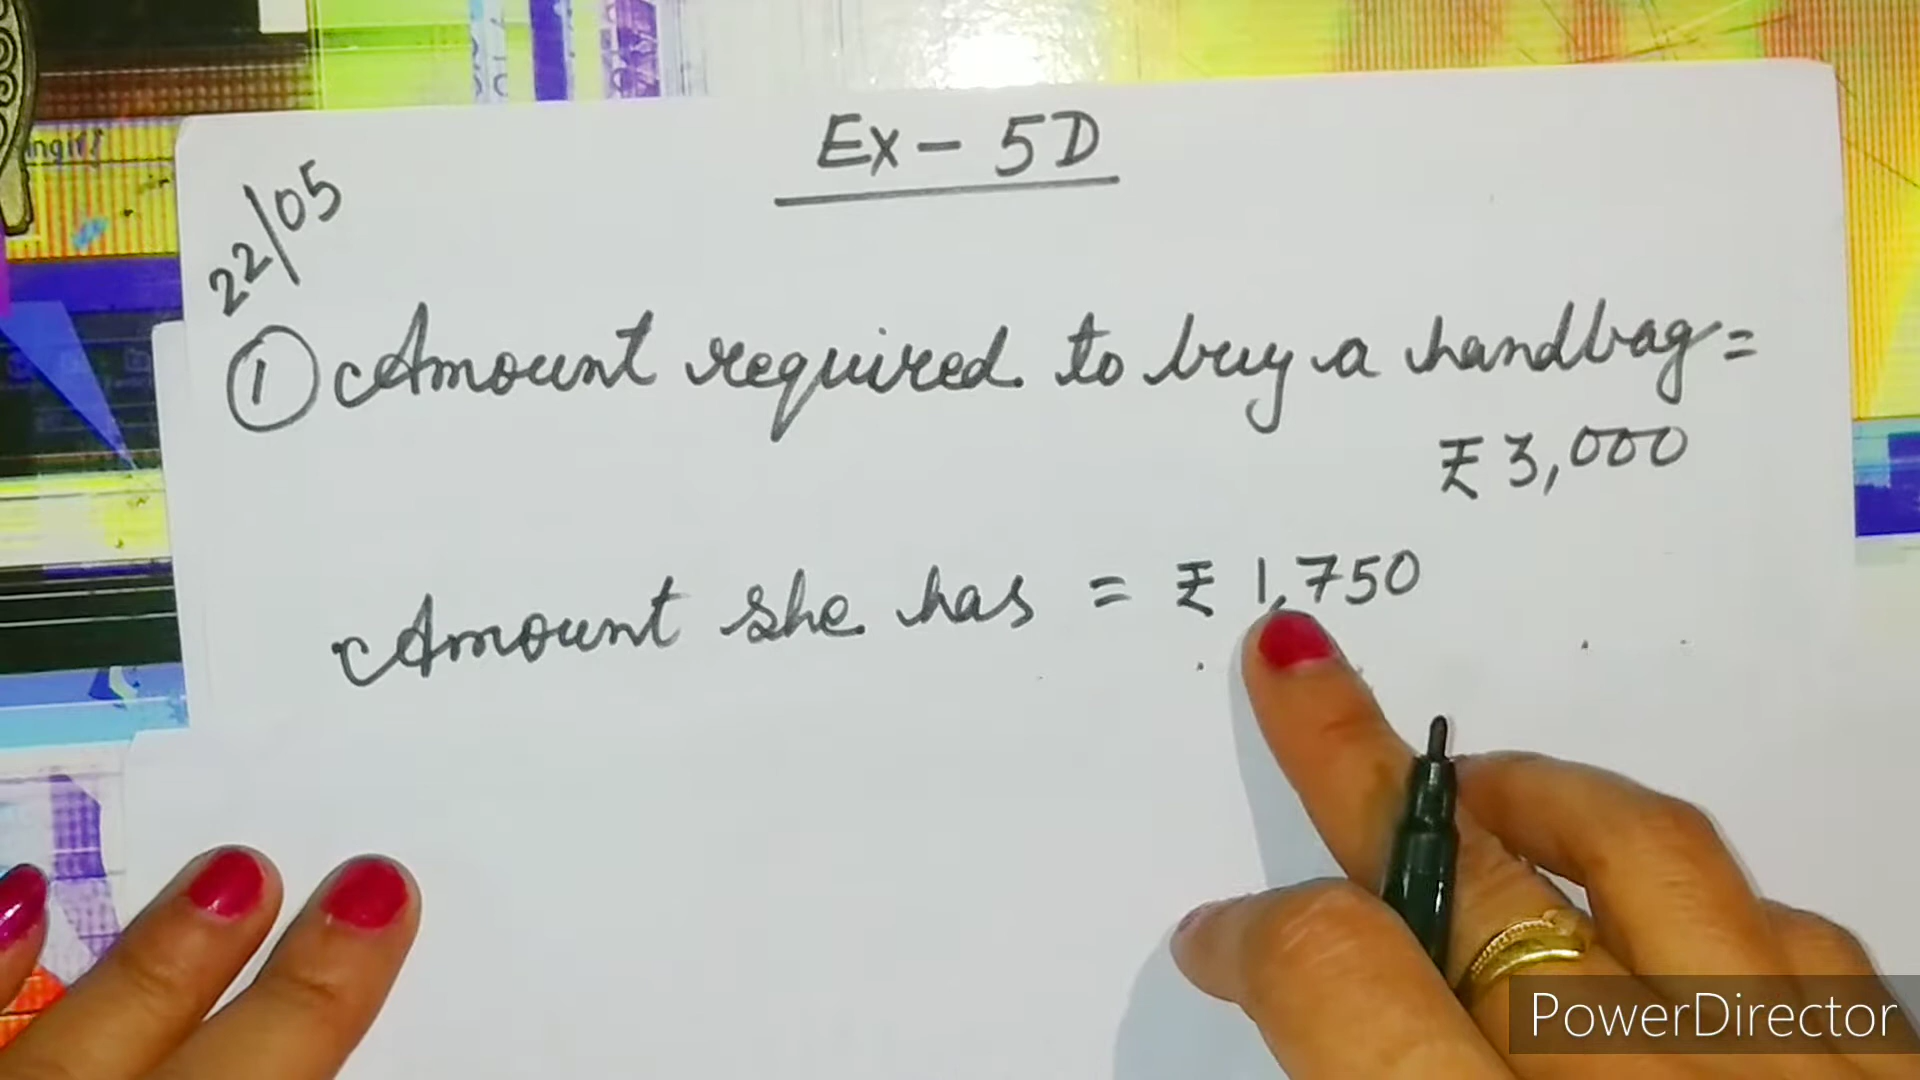 Ex - 5D
22/05
① Amount required to buy a handbag =
₹ 3,000
Amount she has = ₹ 1,750
PowerDirector